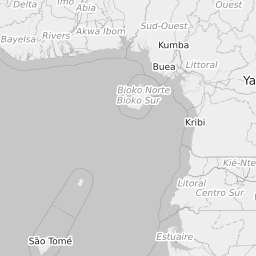 Imo
Delta
Abia
Sud-Ouest
Ouest
Bayelsa
Rivers
Akwa Ibom
Kumba
Buea
Littoral
Ya
Bioko Norte
Bioko Sur
Kribi
Kié-Nte
Litoral
Centro Sur
São Tomé
Estuaire